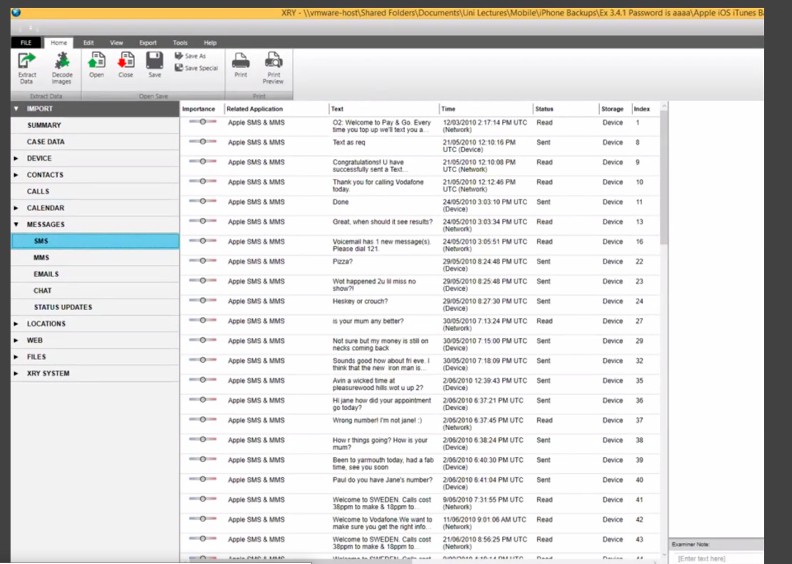 XRY - \\vmware-host\Shared Folders\Documents\Uni Lectures\Mobile\iPhone Backups\Ex 3.4.1 Password is aaaa\Apple iOS iTunes B
FILE Home Edit View Export Tools Help
Extract Data
Decode Images
Open
Close
Save
Save As
Save Special
Print
Print Preview
Extract Data
Open Save
Print
IMPORT
SUMMARY
CASE DATA
DEVICE
CONTACTS
CALLS
CALENDAR
MESSAGES
SMS
MMS
EMAILS
CHAT
STATUS UPDATES
LOCATIONS
WEB
FILES
XRY SYSTEM
Importance Related Application Text Time Status Storage Index
Apple SMS & MMS O2: Welcome to Pay & Go. Every time you top up we'll text you a... 12/03/2010 2:17:14 PM UTC (Network) Read Device 1
Apple SMS & MMS Text as req 21/05/2010 12:10:16 PM UTC (Device) Sent Device 8
Apple SMS & MMS Congratulations! U have successfully sent a Text... 21/05/2010 12:10:08 PM UTC (Network) Read Device 9
Apple SMS & MMS Thank you for calling Vodafone today. 21/05/2010 12:12:46 PM UTC (Network) Read Device 10
Apple SMS & MMS Done 24/05/2010 3:03:10 PM UTC (Device) Sent Device 11
Apple SMS & MMS Great, when should it see results? 24/05/2010 3:03:34 PM UTC (Network) Read Device 13
Apple SMS & MMS Voicemail has 1 new message(s). Please dial 121. 24/05/2010 3:05:51 PM UTC (Network) Read Device 16
Apple SMS & MMS Pizza? 29/05/2010 8:24:48 PM UTC (Device) Sent Device 22
Apple SMS & MMS Wot happened 2u lil miss no show?! 29/05/2010 8:25:48 PM UTC (Device) Sent Device 23
Apple SMS & MMS Heskey or crouch? 29/05/2010 8:27:30 PM UTC (Device) Sent Device 24
Apple SMS & MMS is your mum any better? 30/05/2010 7:13:24 PM UTC (Network) Read Device 27
Apple SMS & MMS Not sure but my money is still on necks coming back 30/05/2010 7:15:00 PM UTC (Device) Sent Device 29
Apple SMS & MMS Sounds good how about fri eve. I think that the new iron man is... 30/05/2010 7:18:09 PM UTC (Device) Sent Device 32
Apple SMS & MMS Avin a wicked time at pleasurewood hills wot u up 2? 2/06/2010 12:39:43 PM UTC (Device) Sent Device 35
Apple SMS & MMS Hi jane how did your appointment go today? 2/06/2010 6:37:21 PM UTC (Device) Sent Device 36
Apple SMS & MMS Wrong number! I'm not jane! :) 2/06/2010 6:37:45 PM UTC (Network) Read Device 37
Apple SMS & MMS How r things going? How is your mum? 2/06/2010 6:38:24 PM UTC (Device) Sent Device 38
Apple SMS & MMS Been to yarmouth today, had a fab time, see you soon 2/06/2010 6:40:30 PM UTC (Device) Sent Device 39
Apple SMS & MMS Paul do you have Jane's number? 2/06/2010 6:41:04 PM UTC (Device) Sent Device 40
Apple SMS & MMS Welcome to SWEDEN. Calls cost 38ppm to make & 18ppm to... 9/06/2010 7:31:55 PM UTC (Network) Read Device 41
Apple SMS & MMS Welcome to Vodafone.We want to make sure you get the right info... 11/06/2010 9:01:06 AM UTC (Network) Read Device 42
Apple SMS & MMS Welcome to SWEDEN. Calls cost 38ppm to make & 18ppm to... 21/06/2010 8:56:25 PM UTC (Network) Read Device 43
Examiner Note:
[Enter text here]